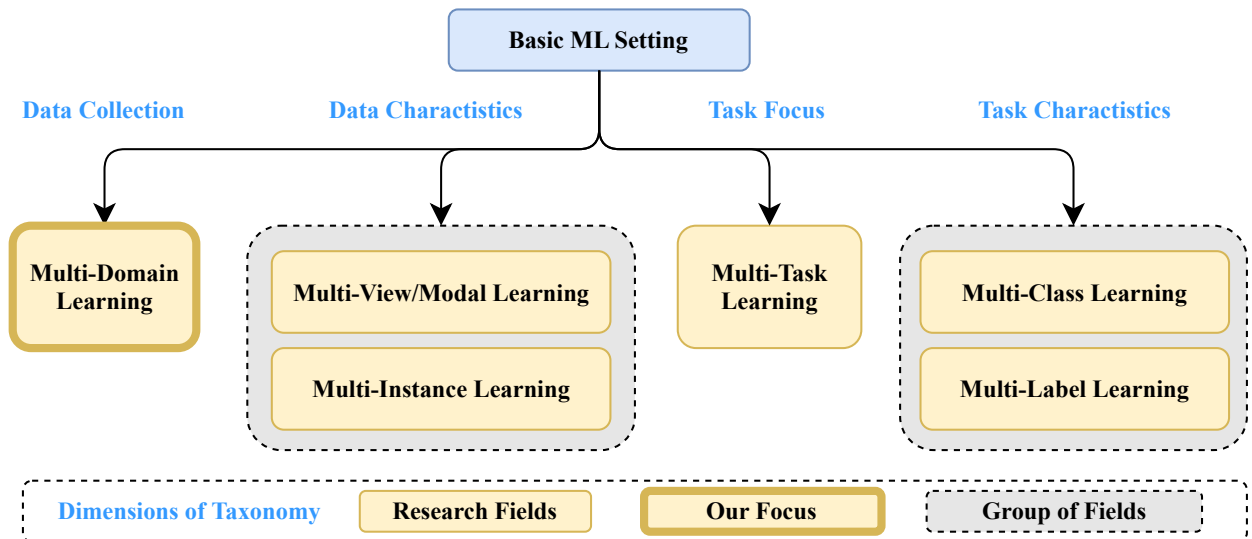 Basic ML Setting
Data Collection
Data Charactistics
Task Focus
Task Charactistics
Multi-Domain
Learning
Multi-View/Modal Learning
Multi-Instance Learning
Multi-Task
Learning
Multi-Class Learning
Multi-Label Learning
Dimensions of Taxonomy
Research Fields
Our Focus
Group of Fields